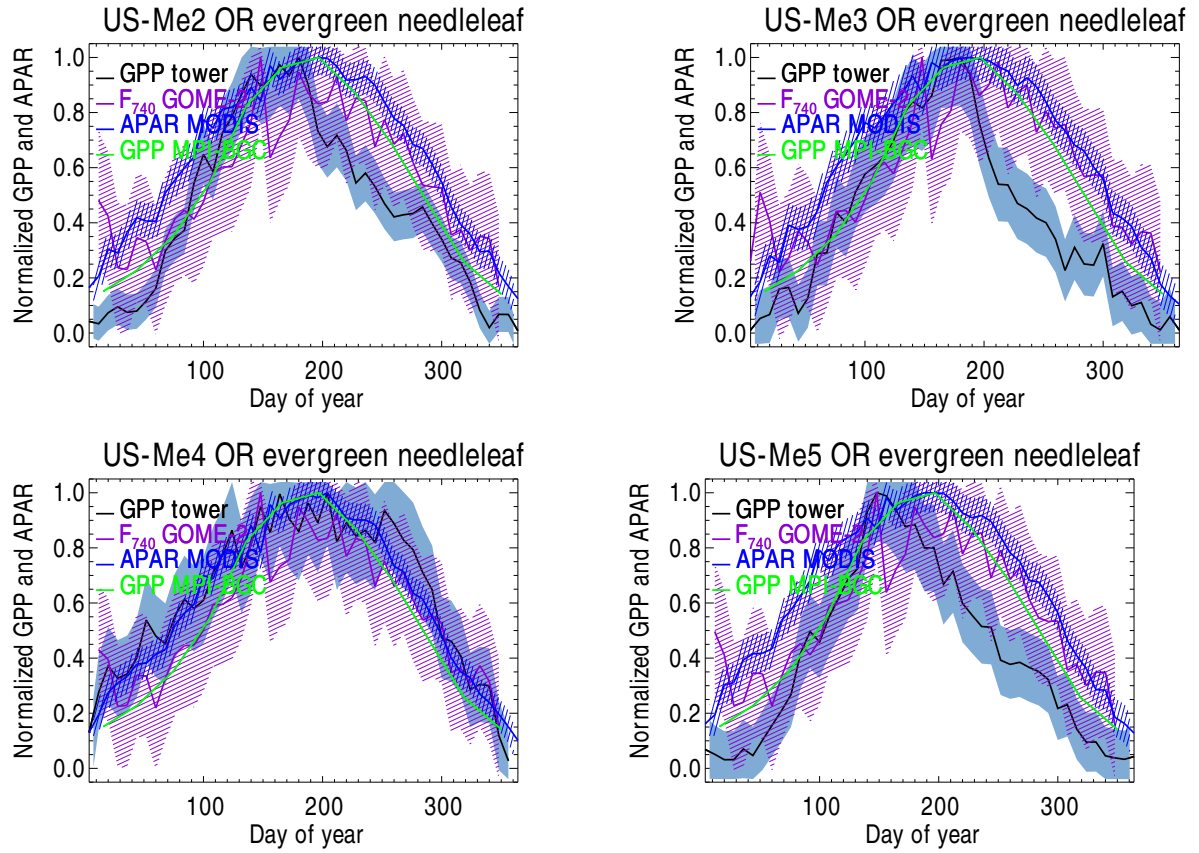 US-Me2 OR evergreen needleleaf
Normalized GPP and APAR
1.0
0.8
0.6
0.4
0.2
0.0
GPP tower
F740 GOME-2
APAR MODIS
GPP MPI-BGC
100 200 300
Day of year
US-Me3 OR evergreen needleleaf
Normalized GPP and APAR
1.0
0.8
0.6
0.4
0.2
0.0
GPP tower
F740 GOME-2
APAR MODIS
GPP MPI-BGC
100 200 300
Day of year
US-Me4 OR evergreen needleleaf
Normalized GPP and APAR
1.0
0.8
0.6
0.4
0.2
0.0
GPP tower
F740 GOME-2
APAR MODIS
GPP MPI-BGC
100 200 300
Day of year
US-Me5 OR evergreen needleleaf
Normalized GPP and APAR
1.0
0.8
0.6
0.4
0.2
0.0
GPP tower
F740 GOME-2
APAR MODIS
GPP MPI-BGC
100 200 300
Day of year